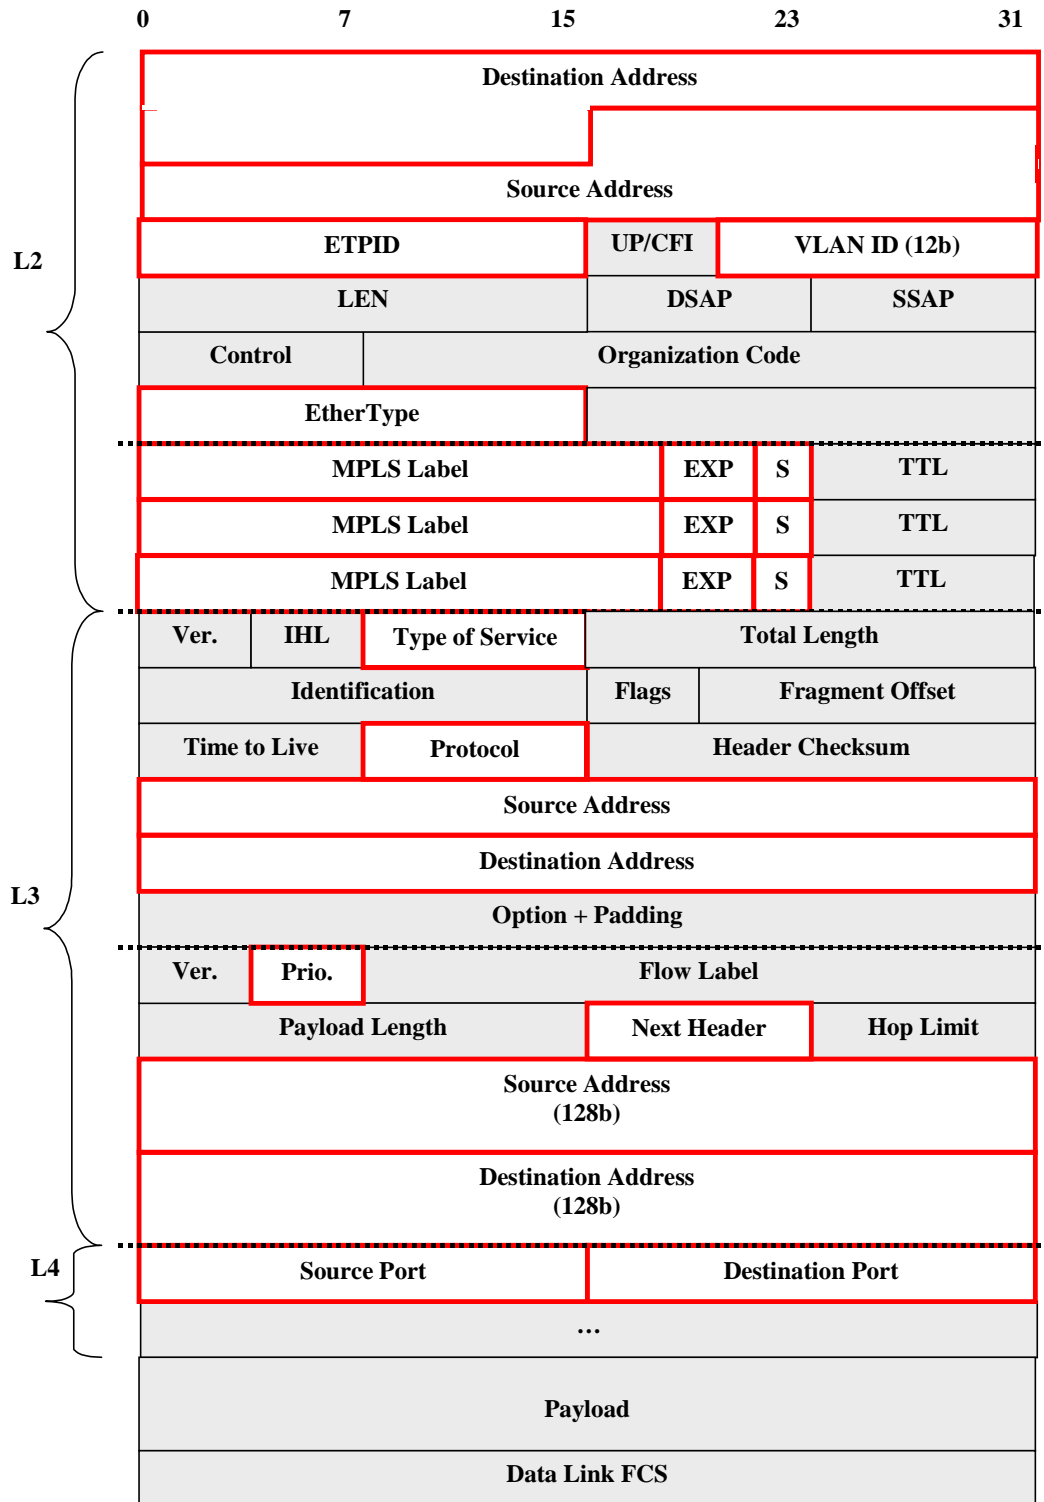 0 7 15 23 31
Destination Address
Source Address
ETPID UP/CFI VLAN ID (12b)
L2
LEN DSAP SSAP
Control Organization Code
EtherType
MPLS Label EXP S TTL
MPLS Label EXP S TTL
MPLS Label EXP S TTL
Ver. IHL Type of Service Total Length
Identification Flags Fragment Offset
Time to Live Protocol Header Checksum
Source Address
Destination Address
L3
Option + Padding
Ver. Prio. Flow Label
Payload Length Next Header Hop Limit
Source Address
(128b)
Destination Address
(128b)
L4
Source Port Destination Port
...
Payload
Data Link FCS